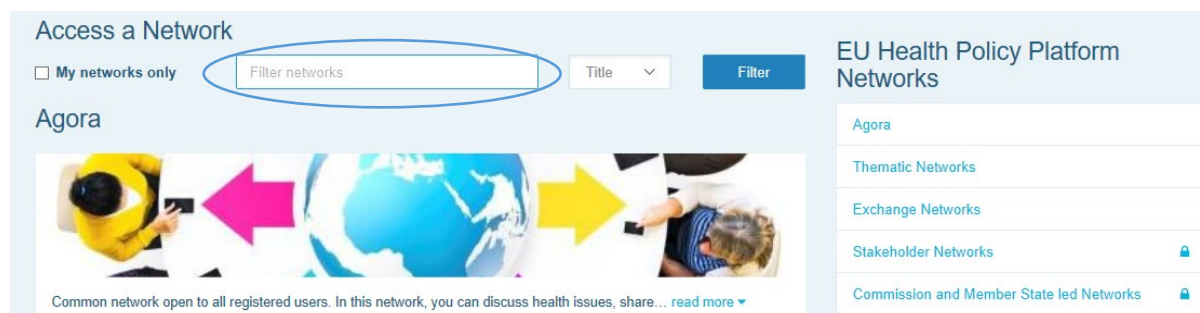 Access a Network
My networks only
Filter networks
Title
Filter
Agora
Common network open to all registered users. In this network, you can discuss health issues, share… read more
EU Health Policy Platform
Networks
Agora
Thematic Networks
Exchange Networks
Stakeholder Networks
Commission and Member State led Networks